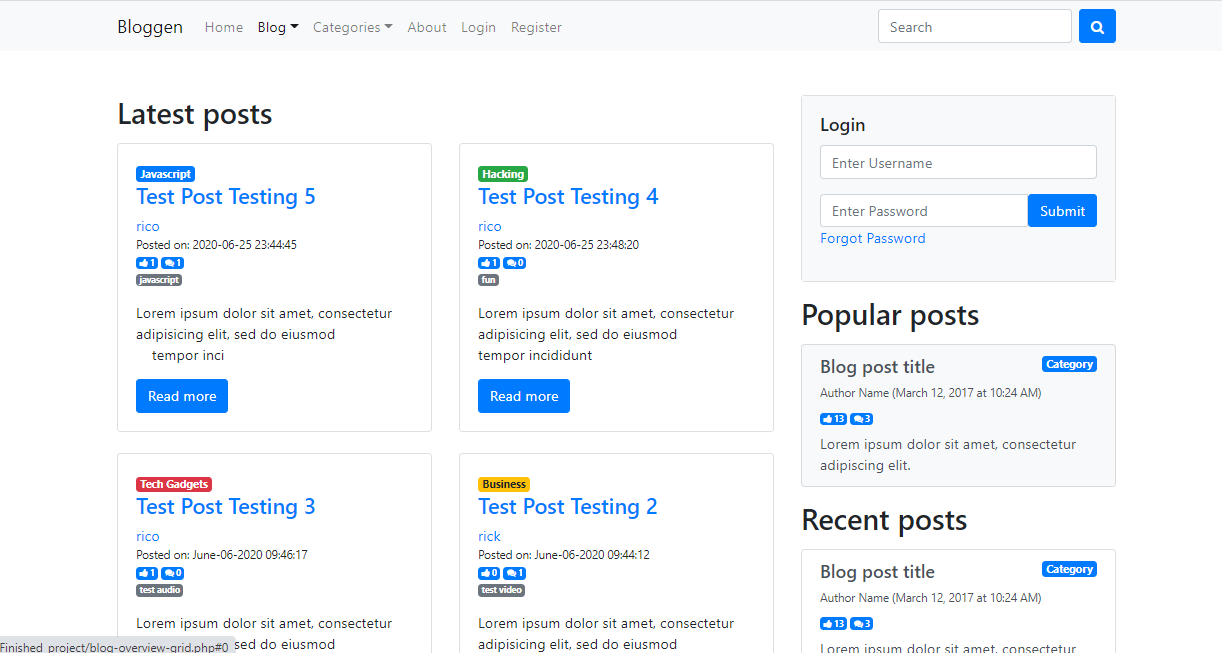 Bloggen Home Blog Categories About Login Register Search
Latest posts
Javascript
Test Post Testing 5
rico
Posted on: 2020-06-25 23:44:45
1 1
javascript
Lorem ipsum dolor sit amet, consectetur
adipisicing elit, sed do eiusmod
tempor inci
Read more
Hacking
Test Post Testing 4
rico
Posted on: 2020-06-25 23:48:20
1 0
fun
Lorem ipsum dolor sit amet, consectetur
adipisicing elit, sed do eiusmod
tempor incididunt
Read more
Tech Gadgets
Test Post Testing 3
rico
Posted on: June-06-2020 09:46:17
1 0
test audio
Lorem ipsum dolor sit amet, consectetur
sed do eiusmod
Business
Test Post Testing 2
rick
Posted on: June-06-2020 09:44:12
0 1
test video
Lorem ipsum dolor sit amet, consectetur
adipisicing elit, sed do eiusmod
Login
Enter Username
Enter Password Submit
Forgot Password
Popular posts
Blog post title Category
Author Name (March 12, 2017 at 10:24 AM)
13 3
Lorem ipsum dolor sit amet, consectetur
adipiscing elit.
Recent posts
Blog post title Category
Author Name (March 12, 2017 at 10:24 AM)
13 3
Lorem ipsum dolor sit amet, consectetur
Finished_project/blog-overview-grid.php#0